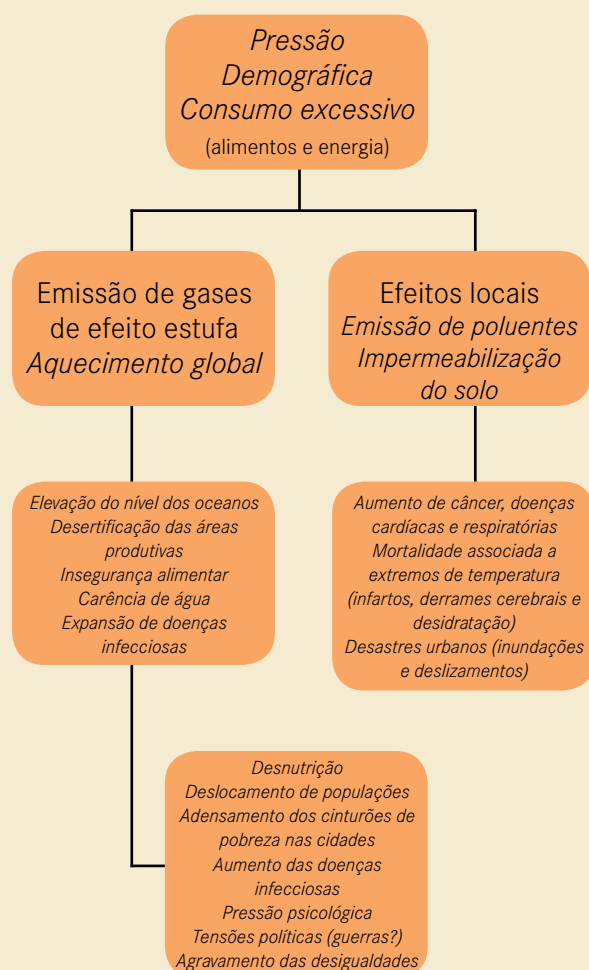 Pressão
Demográfica
Consumo excessivo
(alimentos e energia)
Emissão de gases
de efeito estufa
Aquecimento global
Efeitos locais
Emissão de poluentes
Impermeabilização
do solo
Elevação do nível dos oceanos
Desertificação das áreas
produtivas
Insegurança alimentar
Carência de água
Expansão de doenças
infecciosas
Aumento de câncer, doenças
cardíacas e respiratórias
Mortalidade associada a
extremos de temperatura
(infartos, derrames cerebrais e
desidratação)
Desastres urbanos (inundações
e deslizamentos)
Desnutrição
Deslocamento de populações
Adensamento dos cinturões de
pobreza nas cidades
Aumento das doenças
infecciosas
Pressão psicológica
Tensões políticas (guerras?)
Agravamento das desigualdades